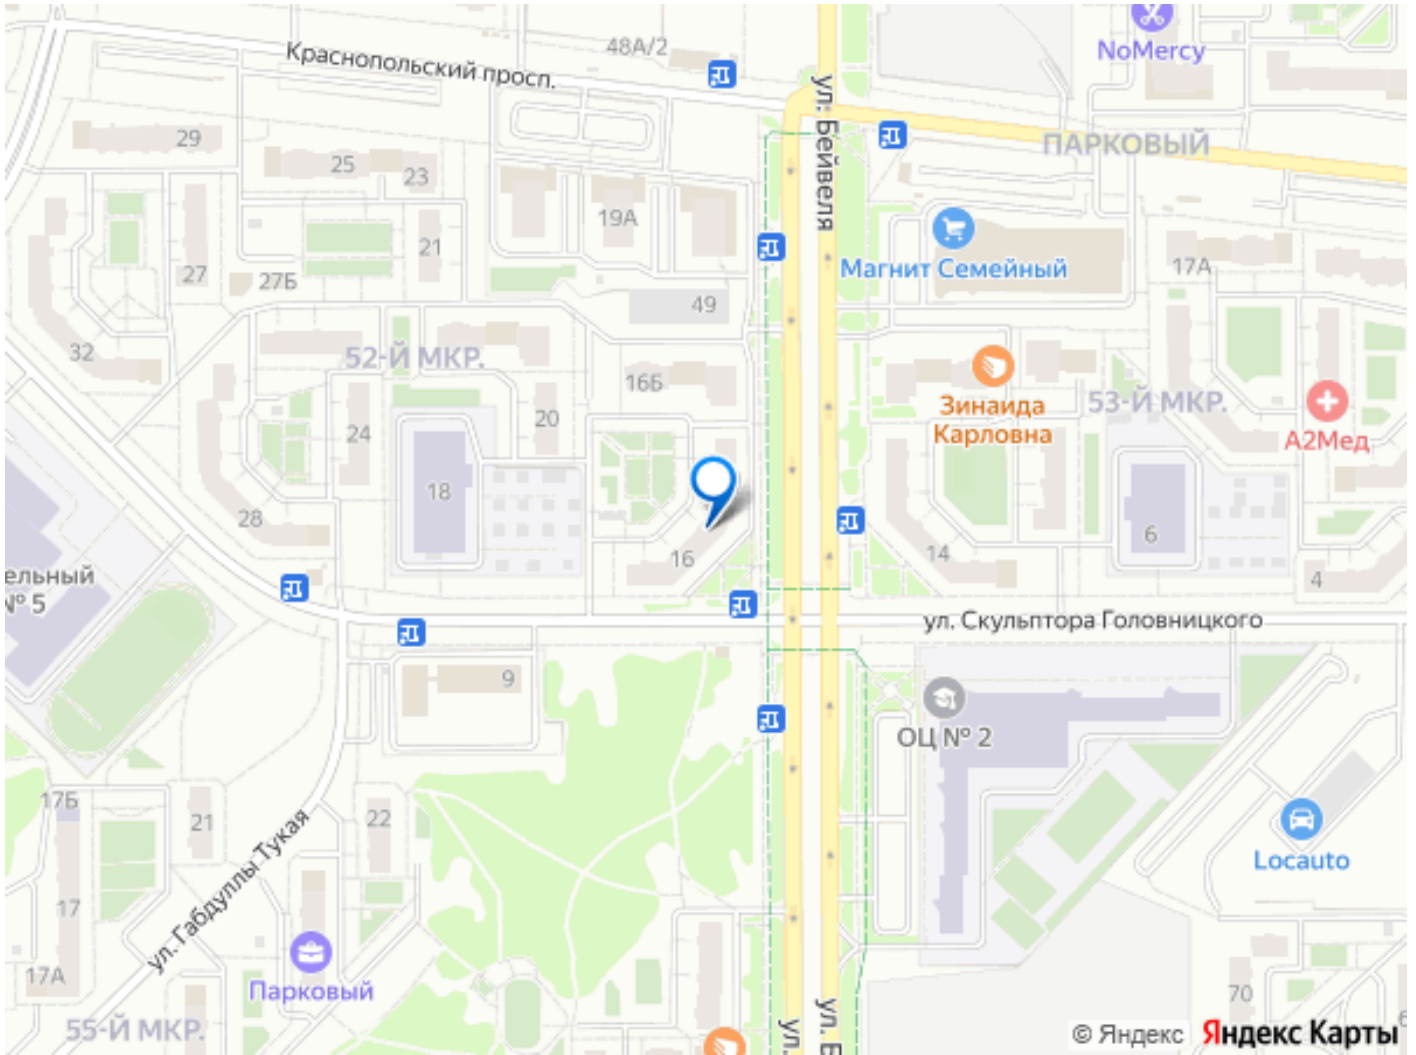 48А/2
NoMercy
Краснопольский просп.
ул. Бейвеля
ПАРКОВЫЙ
29
25
23
19А
21
27
27Б
Магнит Семейный
17А
49
32
52-Й МКР.
16Б
Зинаида
Карловна
53-Й МКР.
А2Мед
20
24
18
28
16
14
6
4
ельный
№ 5
ул. Скульптора Головницкого
9
ОЦ № 2
17Б
21
22
Locauto
ул. Габдуллы Тукая
17
17А
Парковый
70
55-Й МКР.
ул.
ул. Б
© Яндекс Яндекс Карты